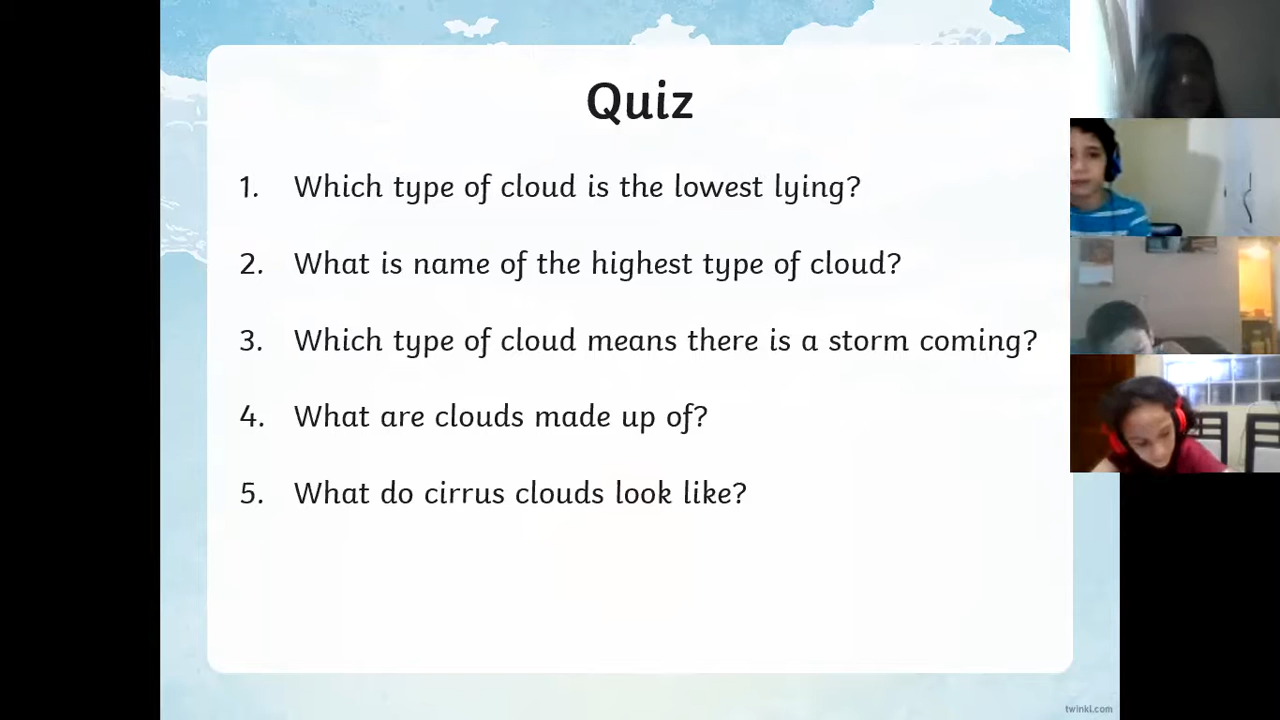 Quiz
1. Which type of cloud is the lowest lying?
2. What is name of the highest type of cloud?
3. Which type of cloud means there is a storm coming?
4. What are clouds made up of?
5. What do cirrus clouds look like?
twinkl.com